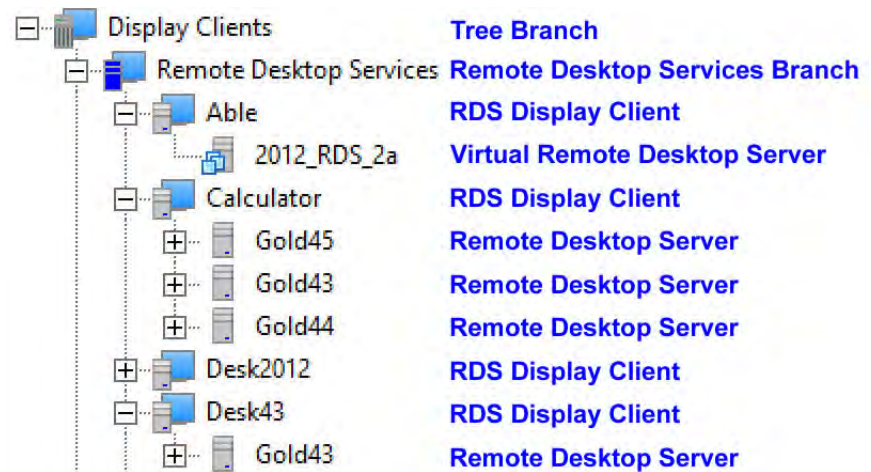 Display Clients Tree Branch
Remote Desktop Services Remote Desktop Services Branch
Able RDS Display Client
2012_RDS_2a Virtual Remote Desktop Server
Calculator RDS Display Client
Gold45 Remote Desktop Server
Gold43 Remote Desktop Server
Gold44 Remote Desktop Server
Desk2012 RDS Display Client
Desk43 RDS Display Client
Gold43 Remote Desktop Server